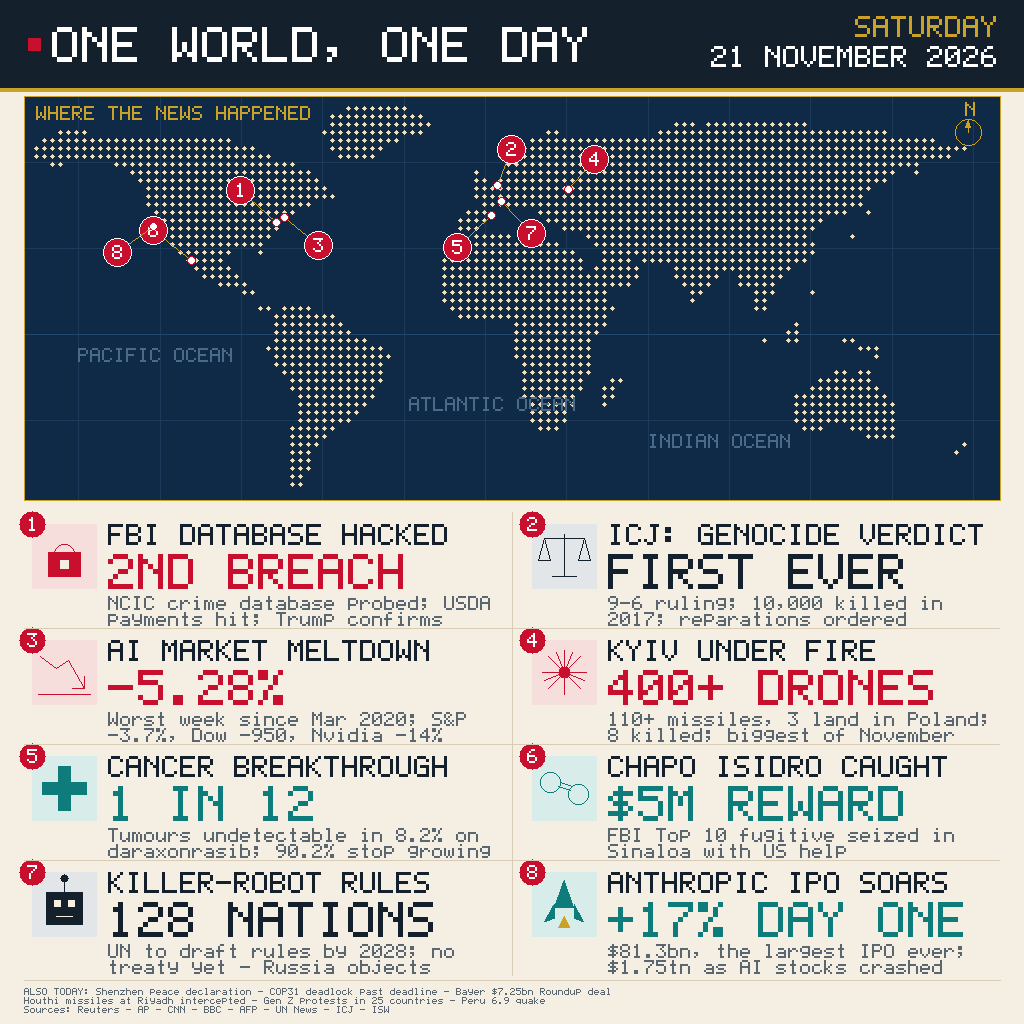 ONE WORLD, ONE DAY
SATURDAY
21 NOVEMBER 2026
WHERE THE NEWS HAPPENED
N
2
4
1
6
8
3
5
7
PACIFIC OCEAN
ATLANTIC OCEAN
INDIAN OCEAN
1
FBI DATABASE HACKED
2ND BREACH
NCIC crime database probed; USDA
payments hit; Trump confirms
2
ICJ: GENOCIDE VERDICT
FIRST EVER
9-6 ruling; 10,000 killed in
2017; reparations ordered
3
AI MARKET MELTDOWN
-5.28%
Worst week since Mar 2020; S&P
-3.7%, Dow -950, Nvidia -14%
4
KYIV UNDER FIRE
400+ DRONES
110+ missiles, 3 land in Poland;
8 killed; biggest of November
5
CANCER BREAKTHROUGH
1 IN 12
Tumours undetectable in 8.2% on
daraxonrasib; 90.2% stop growing
6
CHAPO ISIDRO CAUGHT
$5M REWARD
FBI Top 10 fugitive seized in
Sinaloa with US help
7
KILLER-ROBOT RULES
128 NATIONS
UN to draft rules by 2028; no
treaty yet - Russia objects
8
ANTHROPIC IPO SOARS
+17% DAY ONE
$81.3bn, the largest IPO ever;
$1.75tn as AI stocks crashed
ALSO TODAY: Shenzhen peace declaration - COP31 deadlock past deadline - Bayer $7.25bn Roundup deal
Houthi missiles at Riyadh intercepted - Gen Z protests in 25 countries - Peru 6.9 quake
Sources: Reuters - AP - CNN - BBC - AFP - UN News - ICJ - ISW